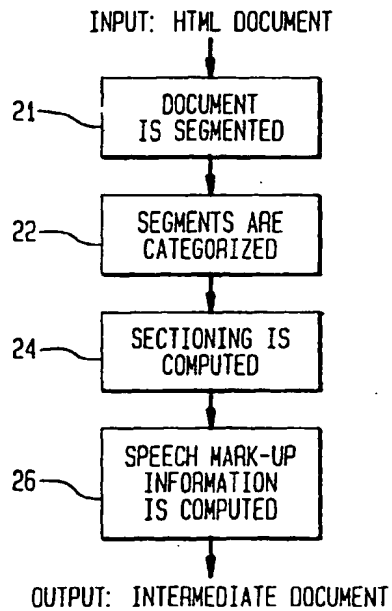 INPUT: HTML DOCUMENT
21
DOCUMENT
IS SEGMENTED
22
SEGMENTS ARE
CATEGORIZED
24
SECTIONING IS
COMPUTED
26
SPEECH MARK-UP
INFORMATION
IS COMPUTED
OUTPUT: INTERMEDIATE DOCUMENT